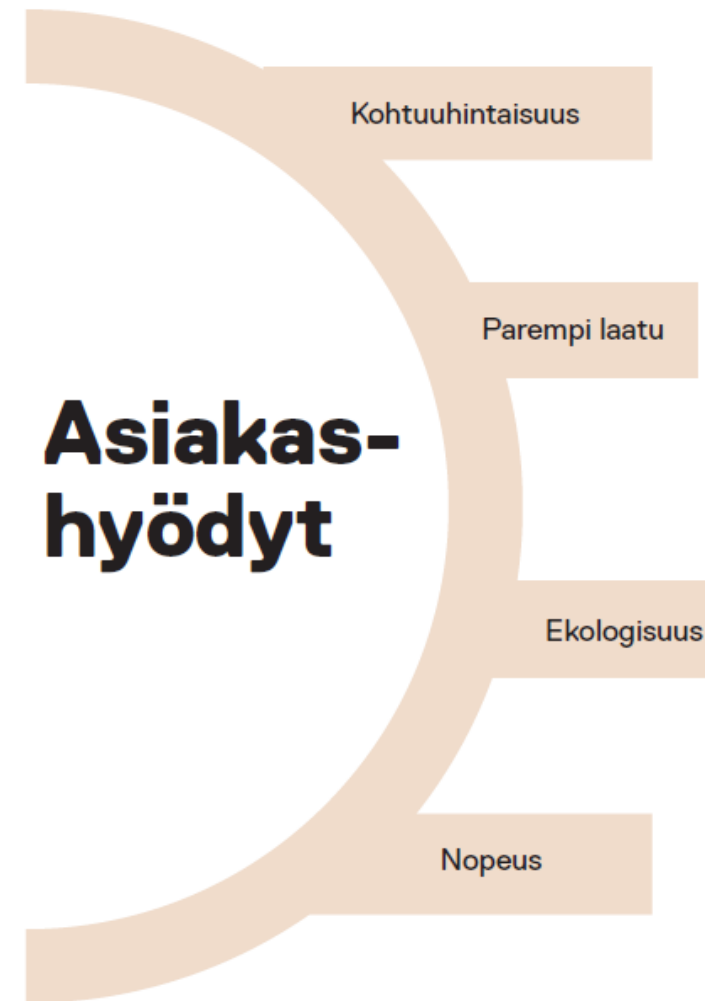 Kohtuuhintaisuus
Parempi laatu
Asiakas-
hyödyt
Ekologisuus
Nopeus